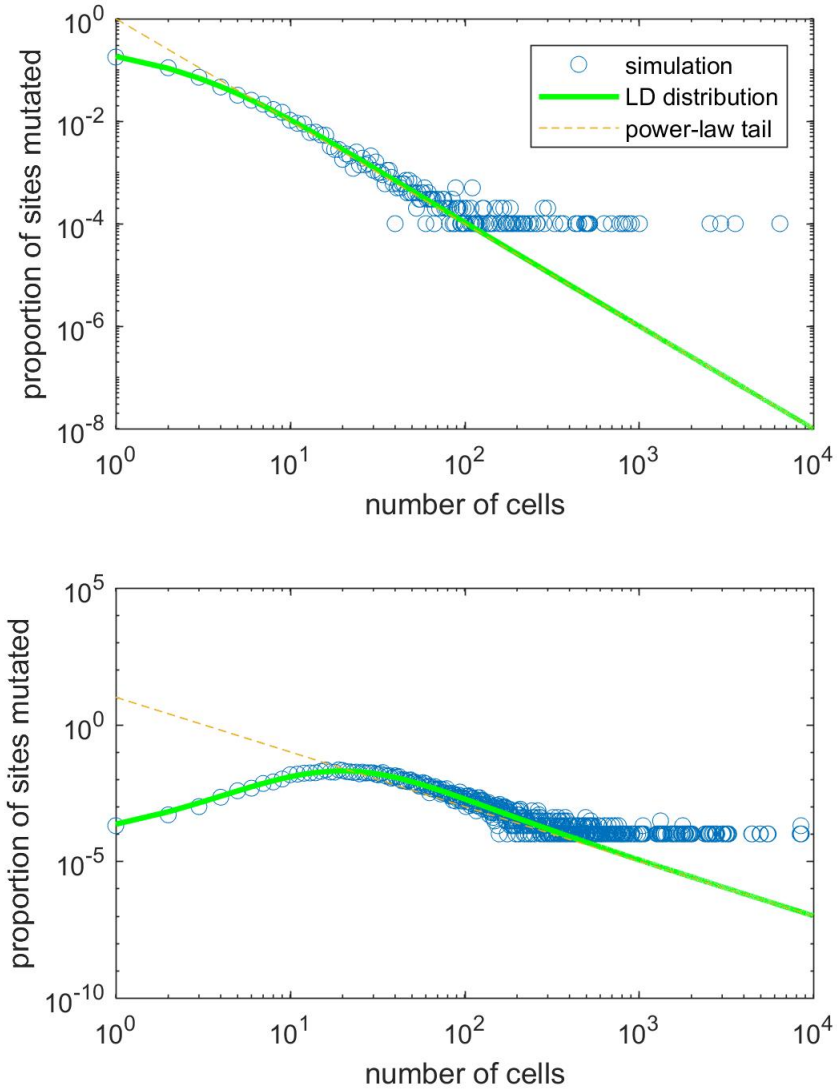 10^0
10^-2
10^-4
10^-6
10^-8
proportion of sites mutated
simulation
LD distribution
power-law tail
10^0 10^1 10^2 10^3 10^4
number of cells
10^5
10^0
10^-5
10^-10
proportion of sites mutated
10^0 10^1 10^2 10^3 10^4
number of cells